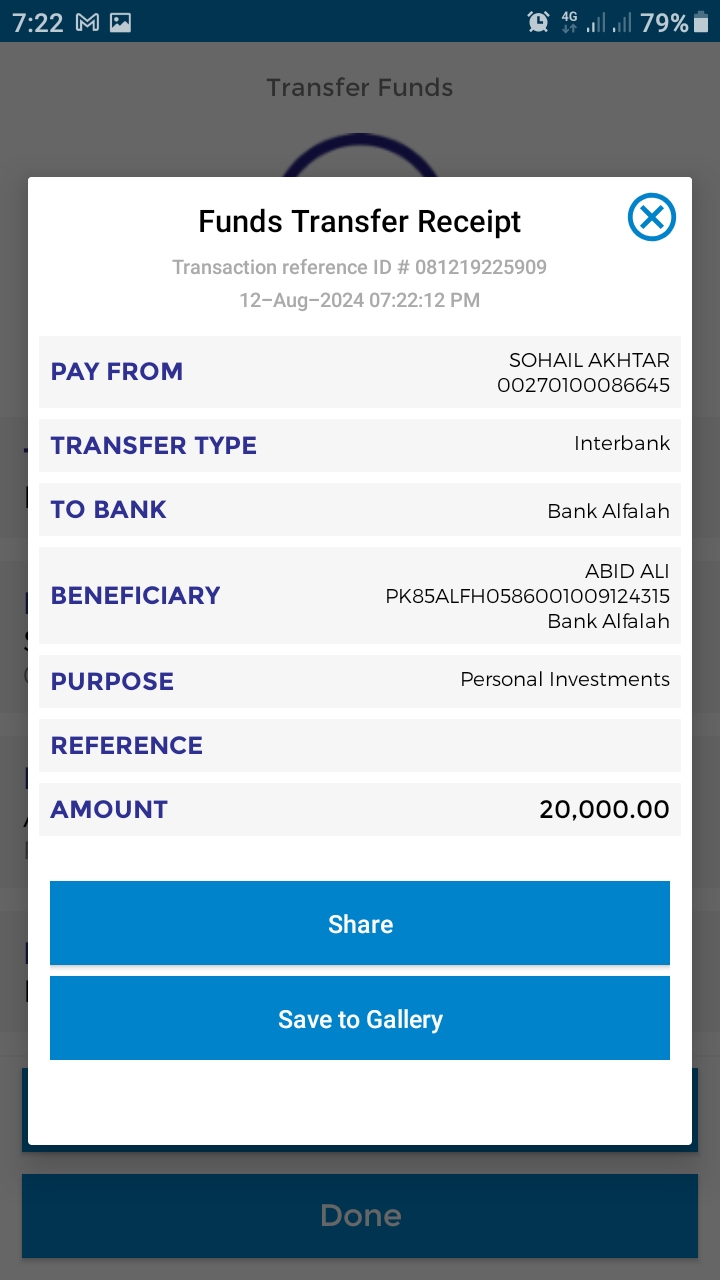 7:22 4G 79%
Transfer Funds
Funds Transfer Receipt
Transaction reference ID # 081219225909
12-Aug-2024 07:22:12 PM
PAY FROM
SOHAIL AKHTAR
00270100086645
TRANSFER TYPE
Interbank
TO BANK
Bank Alfalah
BENEFICIARY
ABID ALI
PK85ALFH0586001009124315
Bank Alfalah
PURPOSE
Personal Investments
REFERENCE
AMOUNT
20,000.00
Share
Save to Gallery
Done